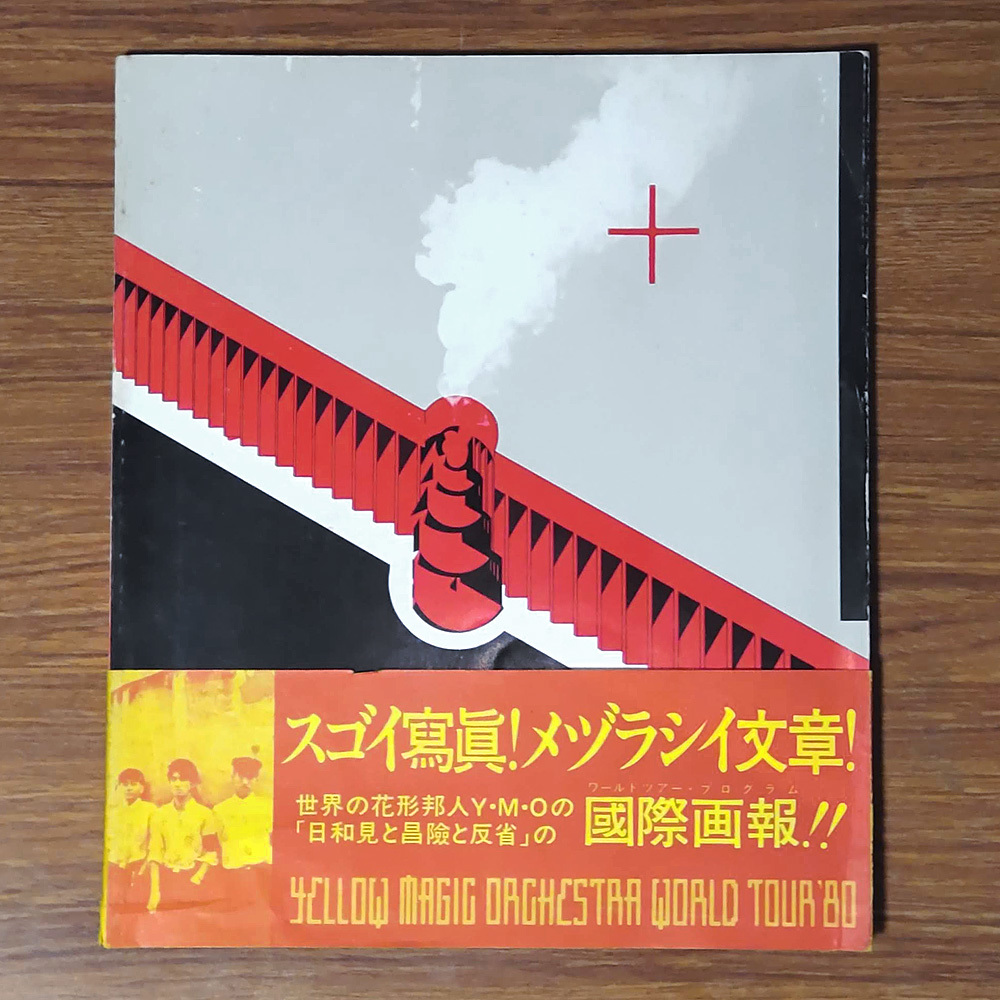 スゴイ寫眞!メヅラシイ文章!
世界の花形邦人Y・M・Oの
「日和見と昌險と反省」の
ワールドツアー・プログラム
國際画報!!
YELLOW MAGIC ORCHESTRA WORLD TOUR'80